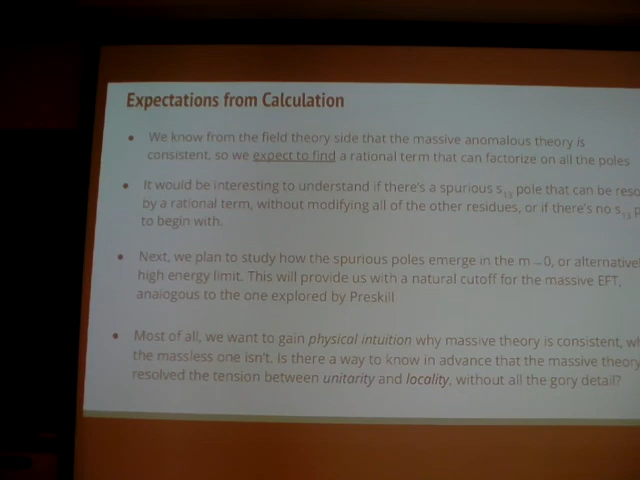 Expectations from Calculation
• We know from the field theory side that the massive anomalous theory is
consistent, so we expect to find a rational term that can factorize on all the poles
• It would be interesting to understand if there's a spurious s₁₃ pole that can be reso
by a rational term, without modifying all of the other residues, or if there's no s₁₃ p
to begin with.
• Next, we plan to study how the spurious poles emerge in the m → 0, or alternativel
high energy limit. This will provide us with a natural cutoff for the massive EFT,
analogous to the one explored by Preskill
• Most of all, we want to gain physical intuition why massive theory is consistent, wh
the massless one isn't. Is there a way to know in advance that the massive theory
resolved the tension between unitarity and locality, without all the gory detail?